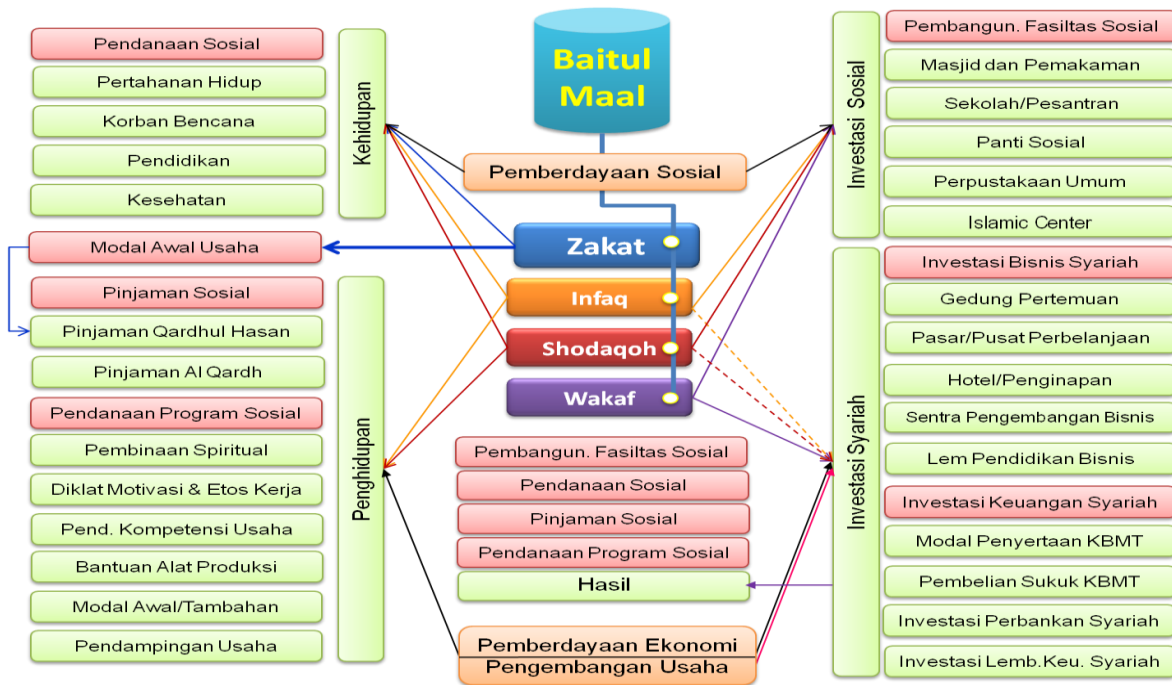 Pendanaan Sosial
Pertahanan Hidup
Korban Bencana
Pendidikan
Kesehatan
Kehidupan
Modal Awal Usaha
Pinjaman Sosial
Pinjaman Qardhul Hasan
Pinjaman Al Qardh
Pendanaan Program Sosial
Pembinaan Spiritual
Diklat Motivasi & Etos Kerja
Pend. Kompetensi Usaha
Bantuan Alat Produksi
Modal Awal/Tambahan
Pendampingan Usaha
Penghidupan
Baitul
Maal
Pemberdayaan Sosial
Zakat
Infaq
Shodaqoh
Wakaf
Pembangun. Fasiltas Sosial
Pendanaan Sosial
Pinjaman Sosial
Pendanaan Program Sosial
Hasil
Pemberdayaan Ekonomi
Pengembangan Usaha
Investasi Sosial
Pembangun. Fasiltas Sosial
Masjid dan Pemakaman
Sekolah/Pesantran
Panti Sosial
Perpustakaan Umum
Islamic Center
Investasi Syariah
Investasi Bisnis Syariah
Gedung Pertemuan
Pasar/Pusat Perbelanjaan
Hotel/Penginapan
Sentra Pengembangan Bisnis
Lem Pendidikan Bisnis
Investasi Keuangan Syariah
Modal Penyertaan KBMT
Pembelian Sukuk KBMT
Investasi Perbankan Syariah
Investasi Lemb.Keu. Syariah